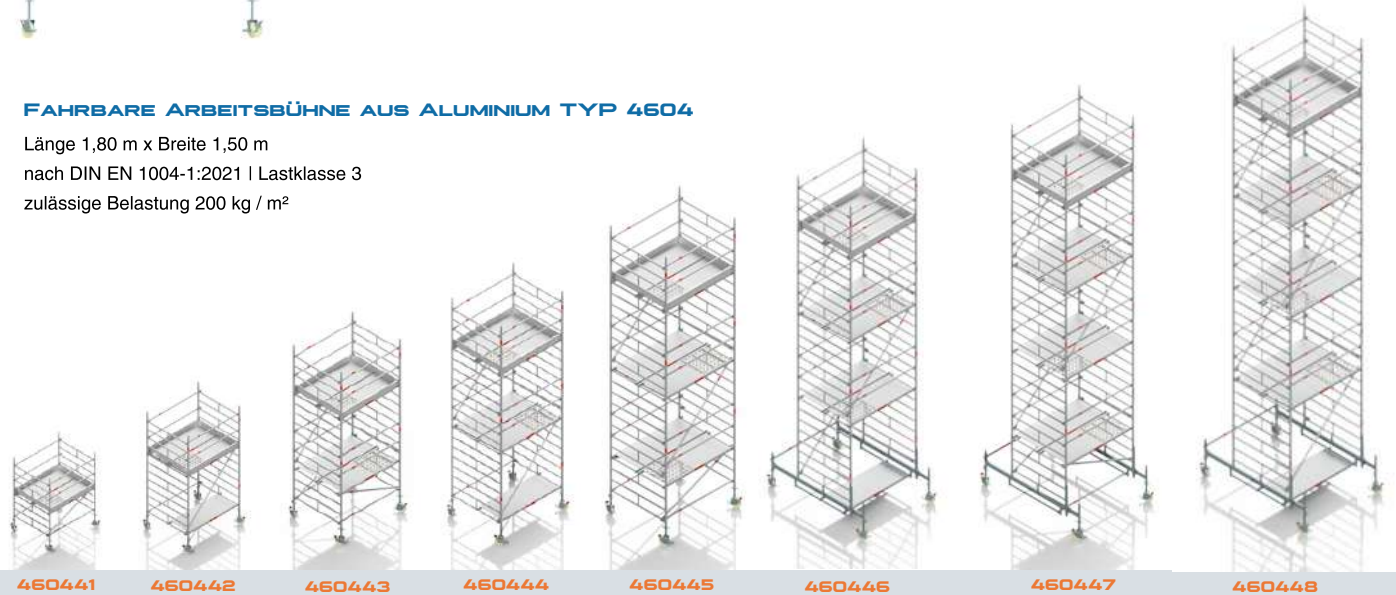 Fahrbare Arbeitsbühne aus Aluminium TYP 4604
Länge 1,80 m x Breite 1,50 m
nach DIN EN 1004-1:2021 | Lastklasse 3
zulässige Belastung 200 kg / m²
460441 460442 460443 460444 460445 460446 460447 460448